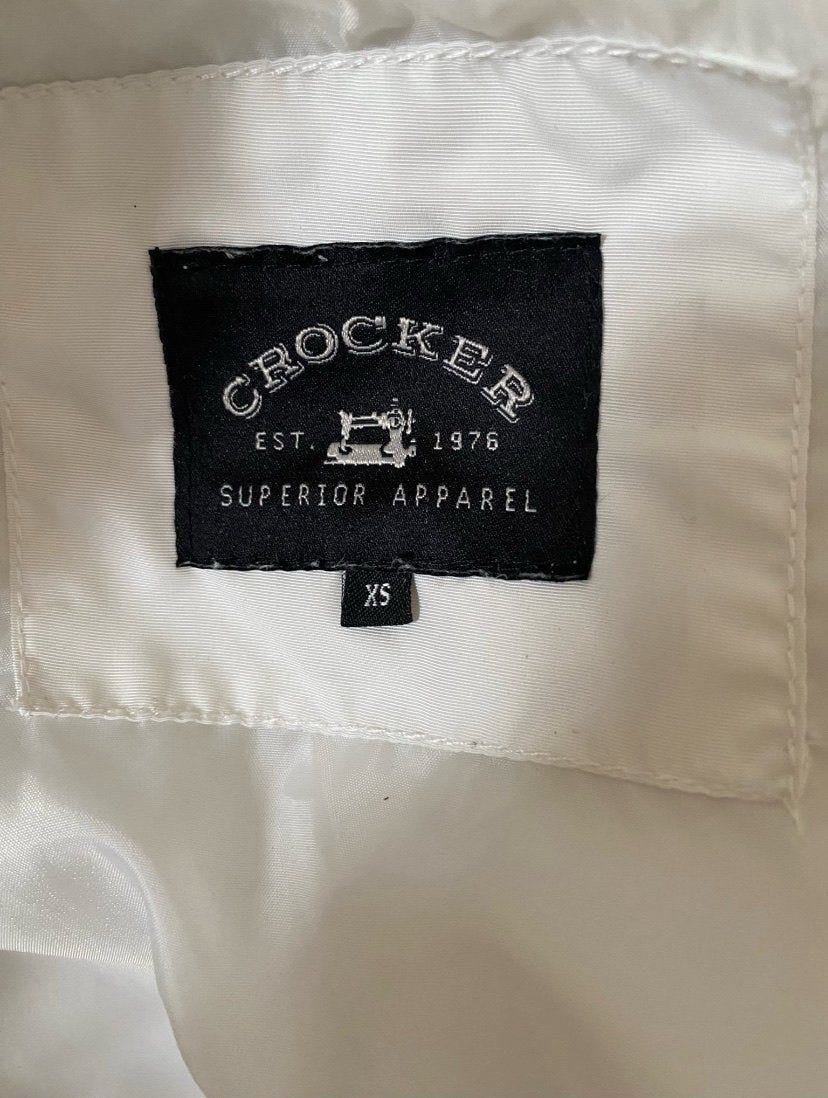 CROCKER
EST. 1976
SUPERIOR APPAREL
XS